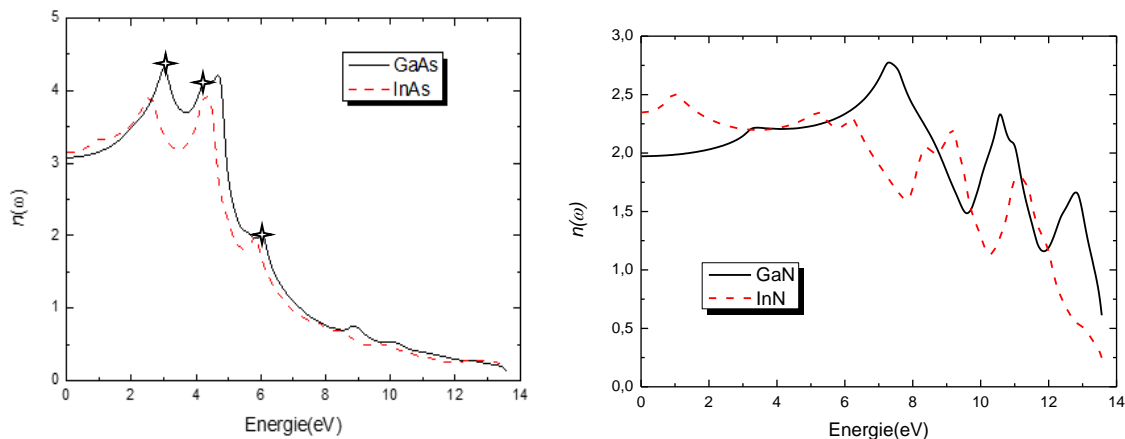 5
4
3
2
1
0
n(ω)
GaAs
InAs
0 2 4 6 8 10 12 14
Energie(eV)
3,0
2,5
2,0
1,5
1,0
0,5
0,0
n(ω)
GaN
InN
0 2 4 6 8 10 12 14
Energie(eV)